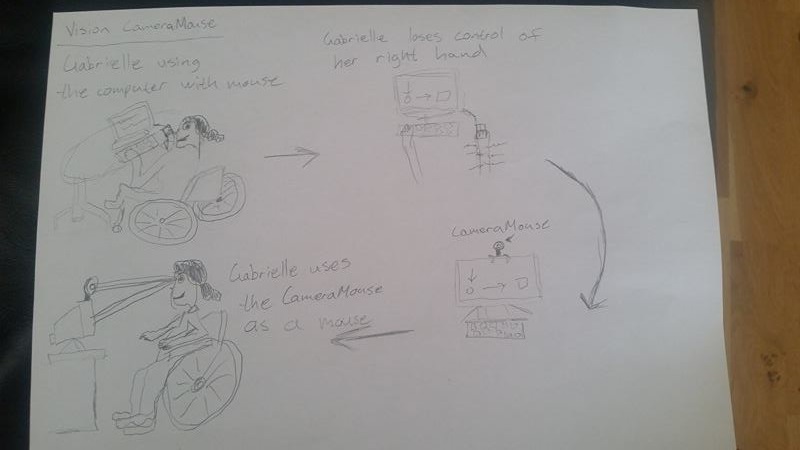 Vision CameraMouse
Gabrielle using
the computer with mouse
Gabrielle loses control of
her right hand
CameraMouse
Gabrielle uses
the CameraMouse
as a mouse